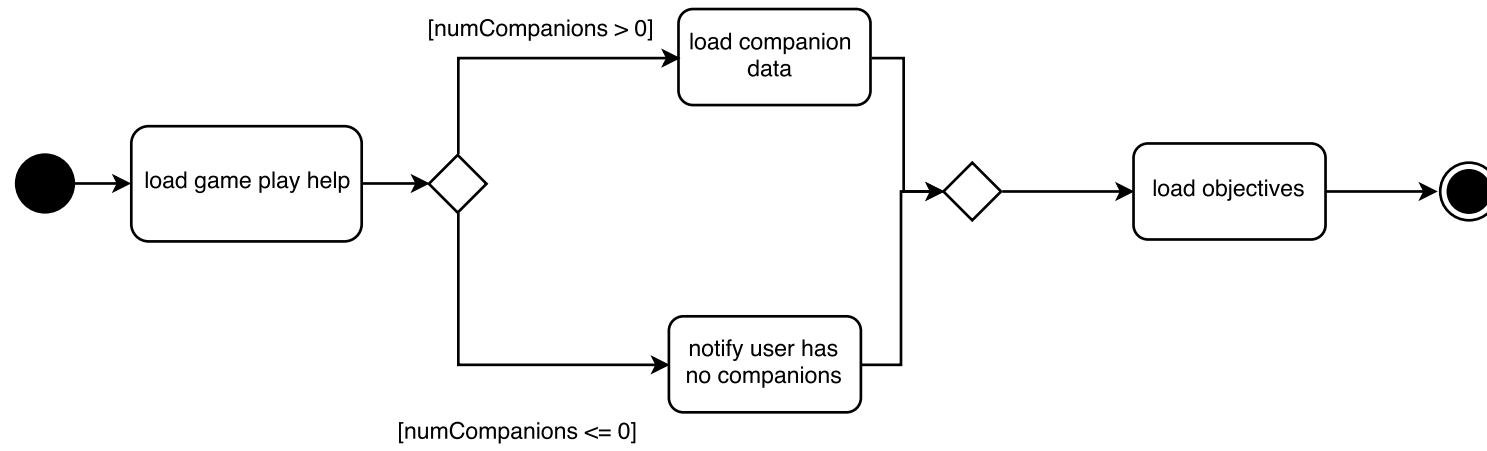 [numCompanions > 0]
load companion
data
load game play help
load objectives
notify user has
no companions
[numCompanions <= 0]